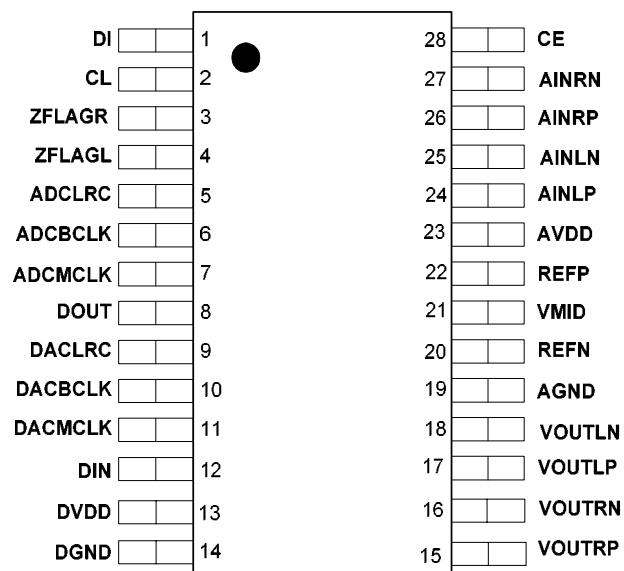 DI 1 28 CE
CL 2 27 AINRN
ZFLAGR 3 26 AINRP
ZFLAGL 4 25 AINLN
ADCLRC 5 24 AINLP
ADCBCLK 6 23 AVDD
ADCMCLK 7 22 REFP
DOUT 8 21 VMID
DACLRC 9 20 REFN
DACBCLK 10 19 AGND
DACMCLK 11 18 VOUTLN
DIN 12 17 VOUTLP
DVDD 13 16 VOUTRN
DGND 14 15 VOUTRP